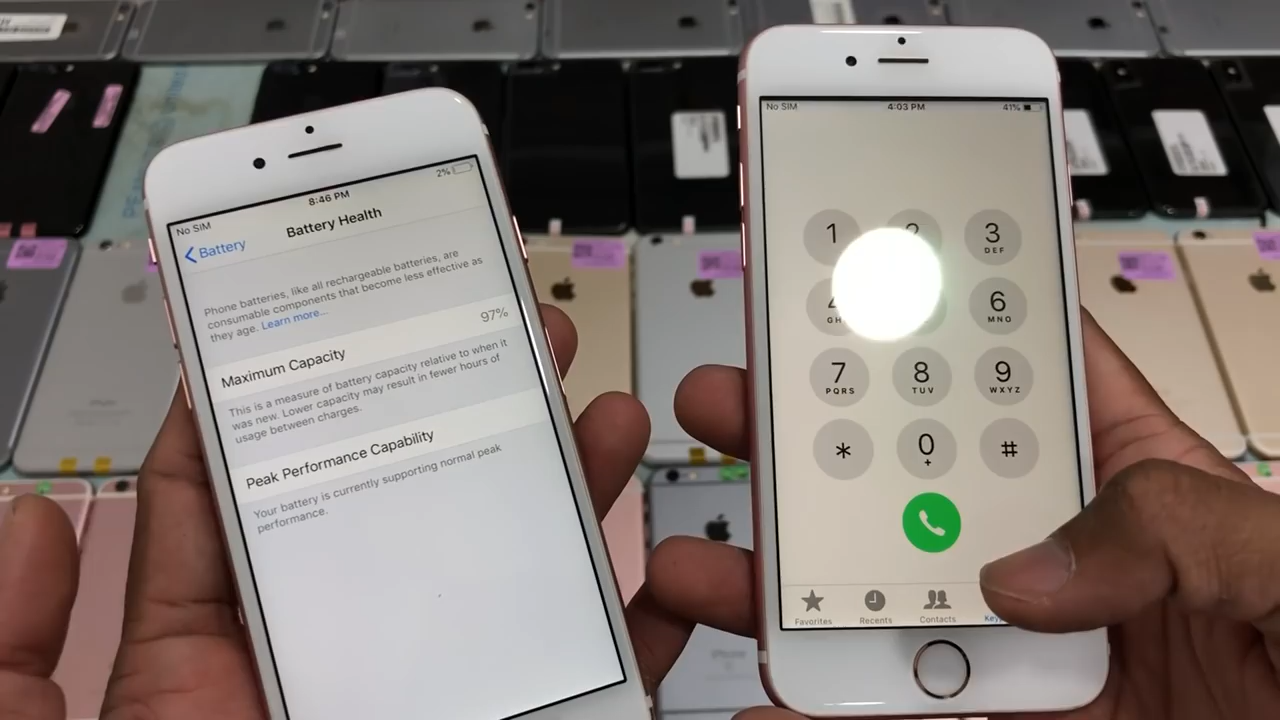 No SIM
8:46 PM
2%
Battery
Battery Health
Phone batteries, like all rechargeable batteries, are
consumable components that become less effective as
they age. Learn more...
Maximum Capacity
97%
This is a measure of battery capacity relative to when it
was new. Lower capacity may result in fewer hours of
usage between charges.
Peak Performance Capability
Your battery is currently supporting normal peak
performance.
No SIM
4:03 PM
41%
1
2
3
DEF
4
6
MNO
7
PQRS
8
TUV
9
WXYZ
*
0
+
#
Favorites
Recents
Contacts